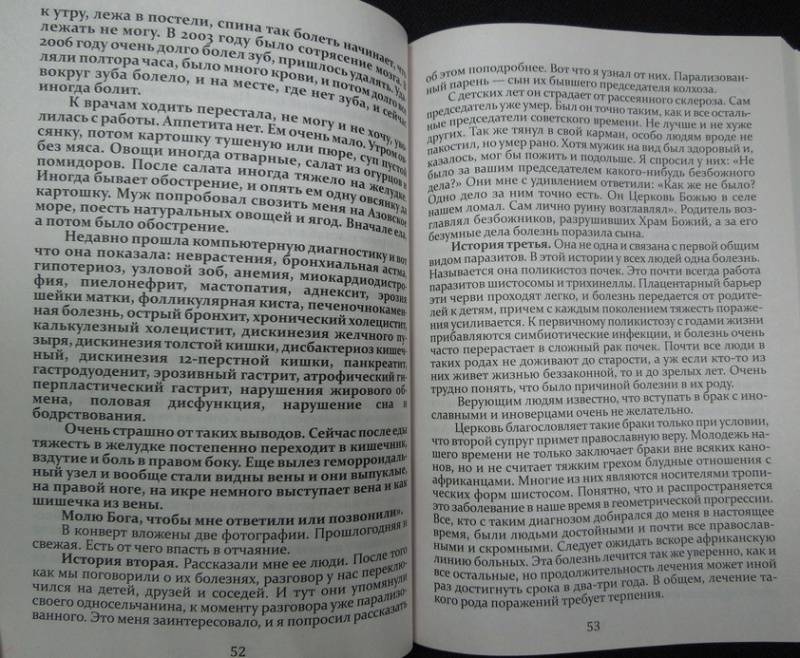 к утру, лежа в постели, спина так болеть начинает, что
лежать не могу. В 2003 году было сотрясение мозга, в
2006 году очень долго болел зуб, пришлось удалять. Уда
ляли полтора часа, было много крови, и потом долго все
вокруг зуба болело, и на месте, где нет зуба, и сейчас
иногда болит.
К врачам ходить перестала, не могу и не хочу, уво
лилась с работы. Аппетита нет. Ем очень мало. Утром ов
сянку, потом картошку тушеную или пюре, суп пустой
без мяса. Овощи иногда отварные, салат из огурцов и
помидоров. После салата иногда тяжело на желудке.
Иногда бывает обострение, и опять ем одну овсянку да
картошку. Муж попробовал свозить меня на Азовское
море, поесть натуральных овощей и ягод. Вначале ела,
а потом было обострение.
Недавно прошла компьютерную диагностику и вот
что она показала: неврастения, бронхиальная астма,
гипотериоз, узловой зоб, анемия, миокардиодистро-
фия, пиелонефрит, мастопатия, аднексит, эрозия
шейки матки, фолликулярная киста, печеночнокамен-
ная болезнь, острый бронхит, хронический холецистит,
калькулезный холецистит, дискинезия желчного пу-
зыря, дискинезия толстой кишки, дисбактериоз кишеч-
ный, дискинезия 12-перстной кишки, панкреатит,
гастродуоденит, эрозивный гастрит, атрофический ги-
перпластический гастрит, нарушения жирового об-
мена, половая дисфункция, нарушение сна и
бодрствования.
Очень страшно от таких выводов. Сейчас после еды
тяжесть в желудке постепенно переходит в кишечник,
вздутие и боль в правом боку. Еще вылез геморроидаль-
ный узел и вообще стали видны вены и они выпуклые,
на правой ноге, на икре немного выступает вена и как
шишечка из вены.
Молю Бога, чтобы мне ответили или позвонили».
В конверт вложены две фотографии. Прошлогодняя и
свежая. Есть от чего впасть в отчаяние.
История вторая. Рассказали мне ее люди. После того
как мы поговорили о их болезнях, разговор у нас переклю-
чился на детей, друзей и соседей. И тут они упомянули
своего односельчанина, к моменту разговора уже парализо-
ванного. Это меня заинтересовало, и я попросил рассказать
52
об этом поподробнее. Вот что я узнал от них. Парализован-
ный парень — сын их бывшего председателя колхоза.
С детских лет он страдает от рассеянного склероза. Сам
председатель уже умер. Был он точно таким, как и все осталь-
ные председатели советского времени. Не лучше и не хуже
других. Так же тянул в свой карман, особо людям вроде не
пакостил, но умер рано. Хотя мужик на вид был здоровый и,
казалось, мог бы пожить и подольше. Я спросил у них: «Не
было за вашим председателем какого-нибудь безбожного
дела?» Они мне с удивлением ответили: «Как же не было?
Одно дело за ним точно есть. Он Церковь Божью в селе
нашем ломал. Сам лично руину возглавлял». Родитель воз-
главлял безбожников, разрушивших Храм Божий, а за его
безумные дела болезнь поразила сына.
История третья. Она не одна и связана с первой общим
видом паразитов. В этой истории у всех людей одна болезнь.
Называется она поликистоз почек. Это почти всегда работа
паразитов шистосомы и трихинеллы. Плацентарный барьер
эти черви проходят легко, и болезнь передается от родите-
лей к детям, причем с каждым поколением тяжесть пораже-
ния усиливается. К первичному поликистозу с годами жизни
прибавляются симбиотические инфекции, и болезнь очень
часто перерастает в сложный рак почек. Почти все люди в
таких родах не доживают до старости, а уж если кто-то из
них живет жизнью беззаконной, то и до зрелых лет. Очень
трудно понять, что было причиной болезни в их роду.
Верующим людям известно, что вступать в брак с ино-
славными и иноверцами очень не желательно.
Церковь благословляет такие браки только при условии,
что второй супруг примет православную веру. Молодежь на-
шего времени не только заключает браки вне всяких кано-
нов, но и не считает тяжким грехом блудные отношения с
африканцами. Многие из них являются носителями тропи-
ческих форм шистосом. Понятно, что и распространяется
это заболевание в наше время в геометрической прогрессии.
Все, кто с таким диагнозом добирался до меня в настоящее
время, были людьми достойными и почти все православ-
ными и скромными. Следует ожидать вскоре африканскую
линию больных. Эта болезнь лечится так же уверенно, как и
все остальные, но продолжительность лечения может иной
раз достигнуть срока в два-три года. В общем, лечение та-
кого рода поражений требует терпения.
53